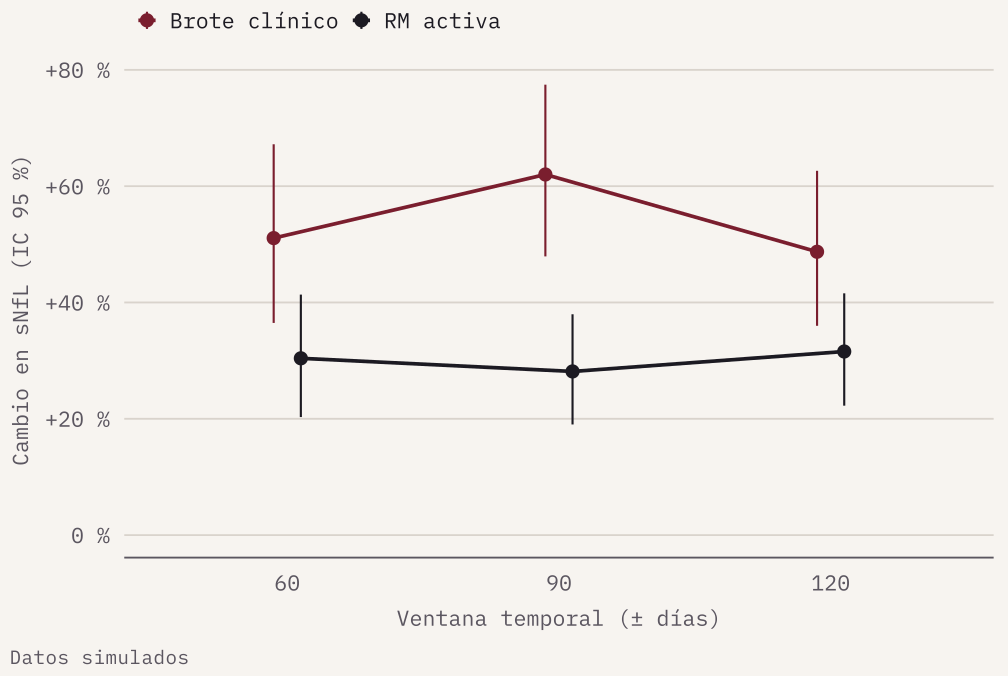 Brote clínico RM activa
+80 %
+60 %
+40 %
+20 %
0 %
Cambio en sNfL (IC 95 %)
60 90 120
Ventana temporal (± días)
Datos simulados